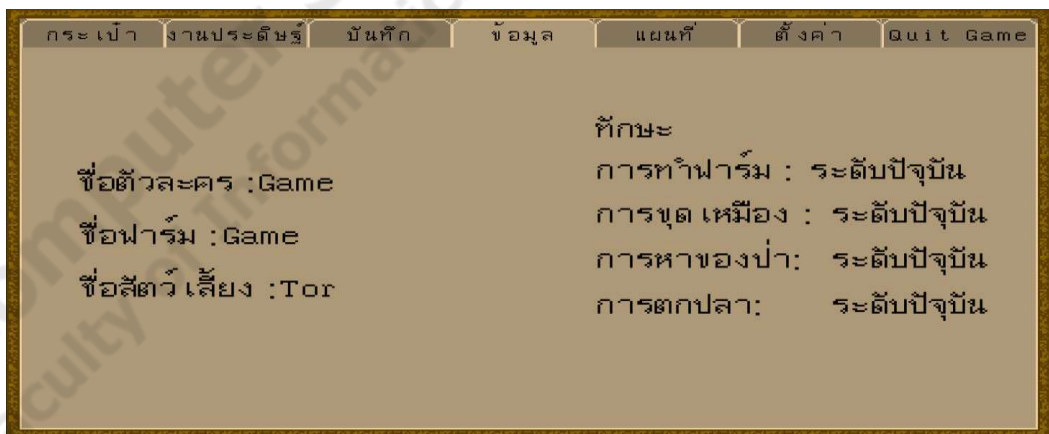 กระเป๋า งานประดิษฐ์ บันทึก ข้อมูล แผนที่ ตั้งค่า Quit Game
ชื่อตัวละคร :Game
ชื่อฟาร์ม :Game
ชื่อสัตว์เลี้ยง :Tor
ทักษะ
การทำฟาร์ม : ระดับปัจุบัน
การขุดเหมือง : ระดับปัจุบัน
การหาของป่า: ระดับปัจุบัน
การตกปลา: ระดับปัจุบัน